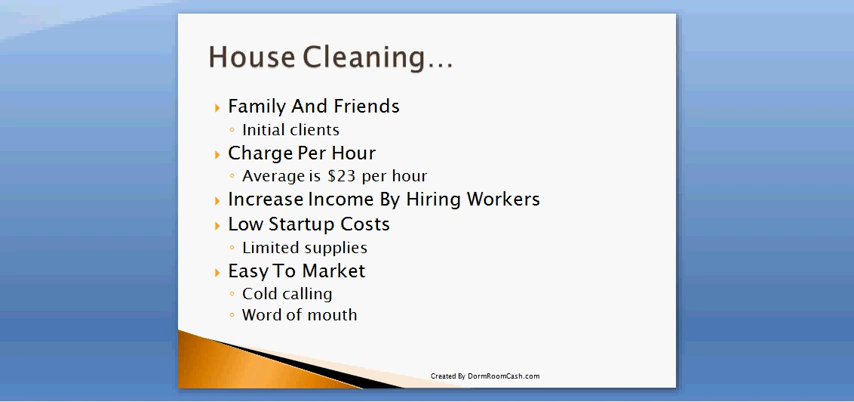 House Cleaning...
Family And Friends
Initial clients
Charge Per Hour
Average is $23 per hour
Increase Income By Hiring Workers
Low Startup Costs
Limited supplies
Easy To Market
Cold calling
Word of mouth
Created By DormRoomCash.com